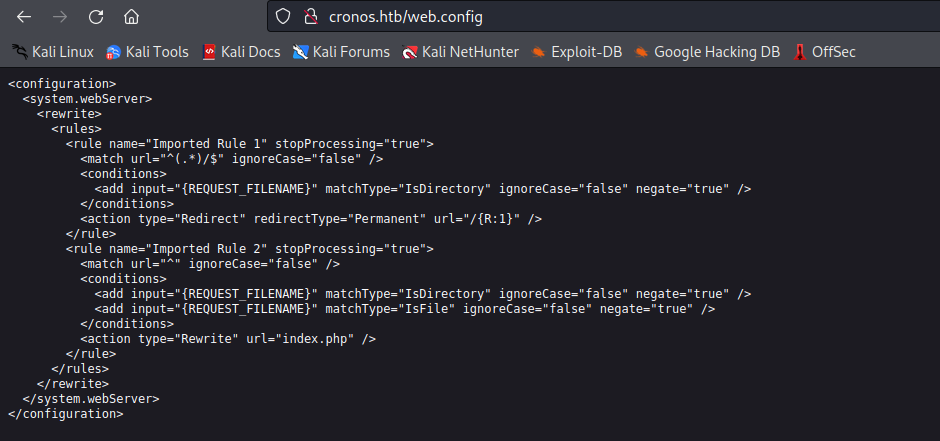 cronos.htb/web.config
Kali Linux Kali Tools Kali Docs Kali Forums Kali NetHunter Exploit-DB Google Hacking DB OffSec
<configuration>
  <system.webServer>
    <rewrite>
      <rules>
        <rule name="Imported Rule 1" stopProcessing="true">
          <match url="^(.*)/$" ignoreCase="false" />
          <conditions>
            <add input="{REQUEST_FILENAME}" matchType="IsDirectory" ignoreCase="false" negate="true" />
          </conditions>
          <action type="Redirect" redirectType="Permanent" url="/{R:1}" />
        </rule>
        <rule name="Imported Rule 2" stopProcessing="true">
          <match url="^" ignoreCase="false" />
          <conditions>
            <add input="{REQUEST_FILENAME}" matchType="IsDirectory" ignoreCase="false" negate="true" />
            <add input="{REQUEST_FILENAME}" matchType="IsFile" ignoreCase="false" negate="true" />
          </conditions>
          <action type="Rewrite" url="index.php" />
        </rule>
      </rules>
    </rewrite>
  </system.webServer>
</configuration>